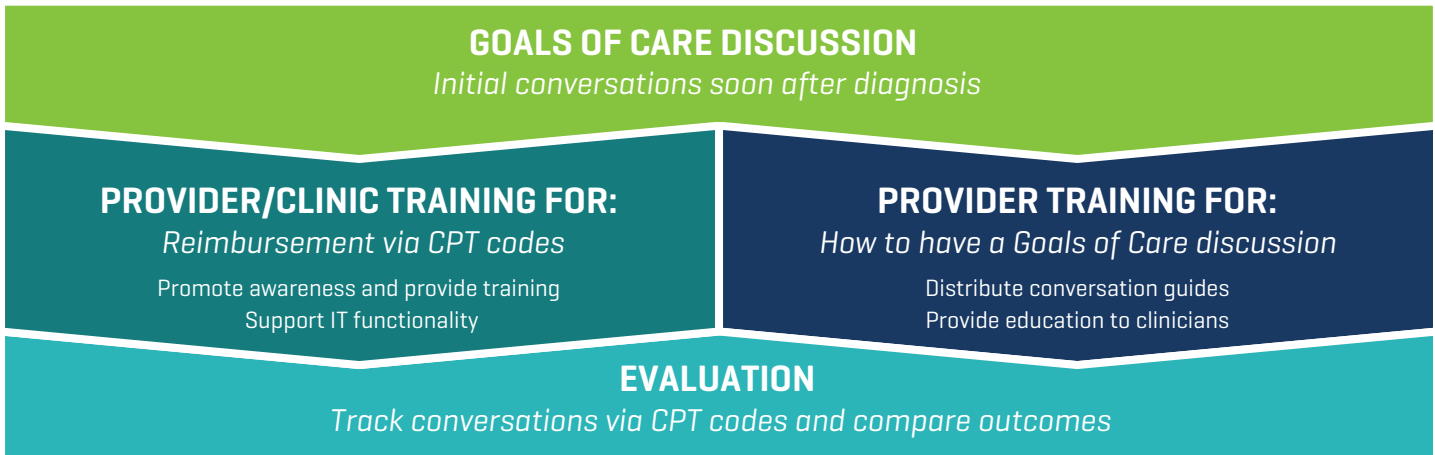 GOALS OF CARE DISCUSSION
Initial conversations soon after diagnosis
PROVIDER/CLINIC TRAINING FOR:
Reimbursement via CPT codes
Promote awareness and provide training
Support IT functionality
PROVIDER TRAINING FOR:
How to have a Goals of Care discussion
Distribute conversation guides
Provide education to clinicians
EVALUATION
Track conversations via CPT codes and compare outcomes